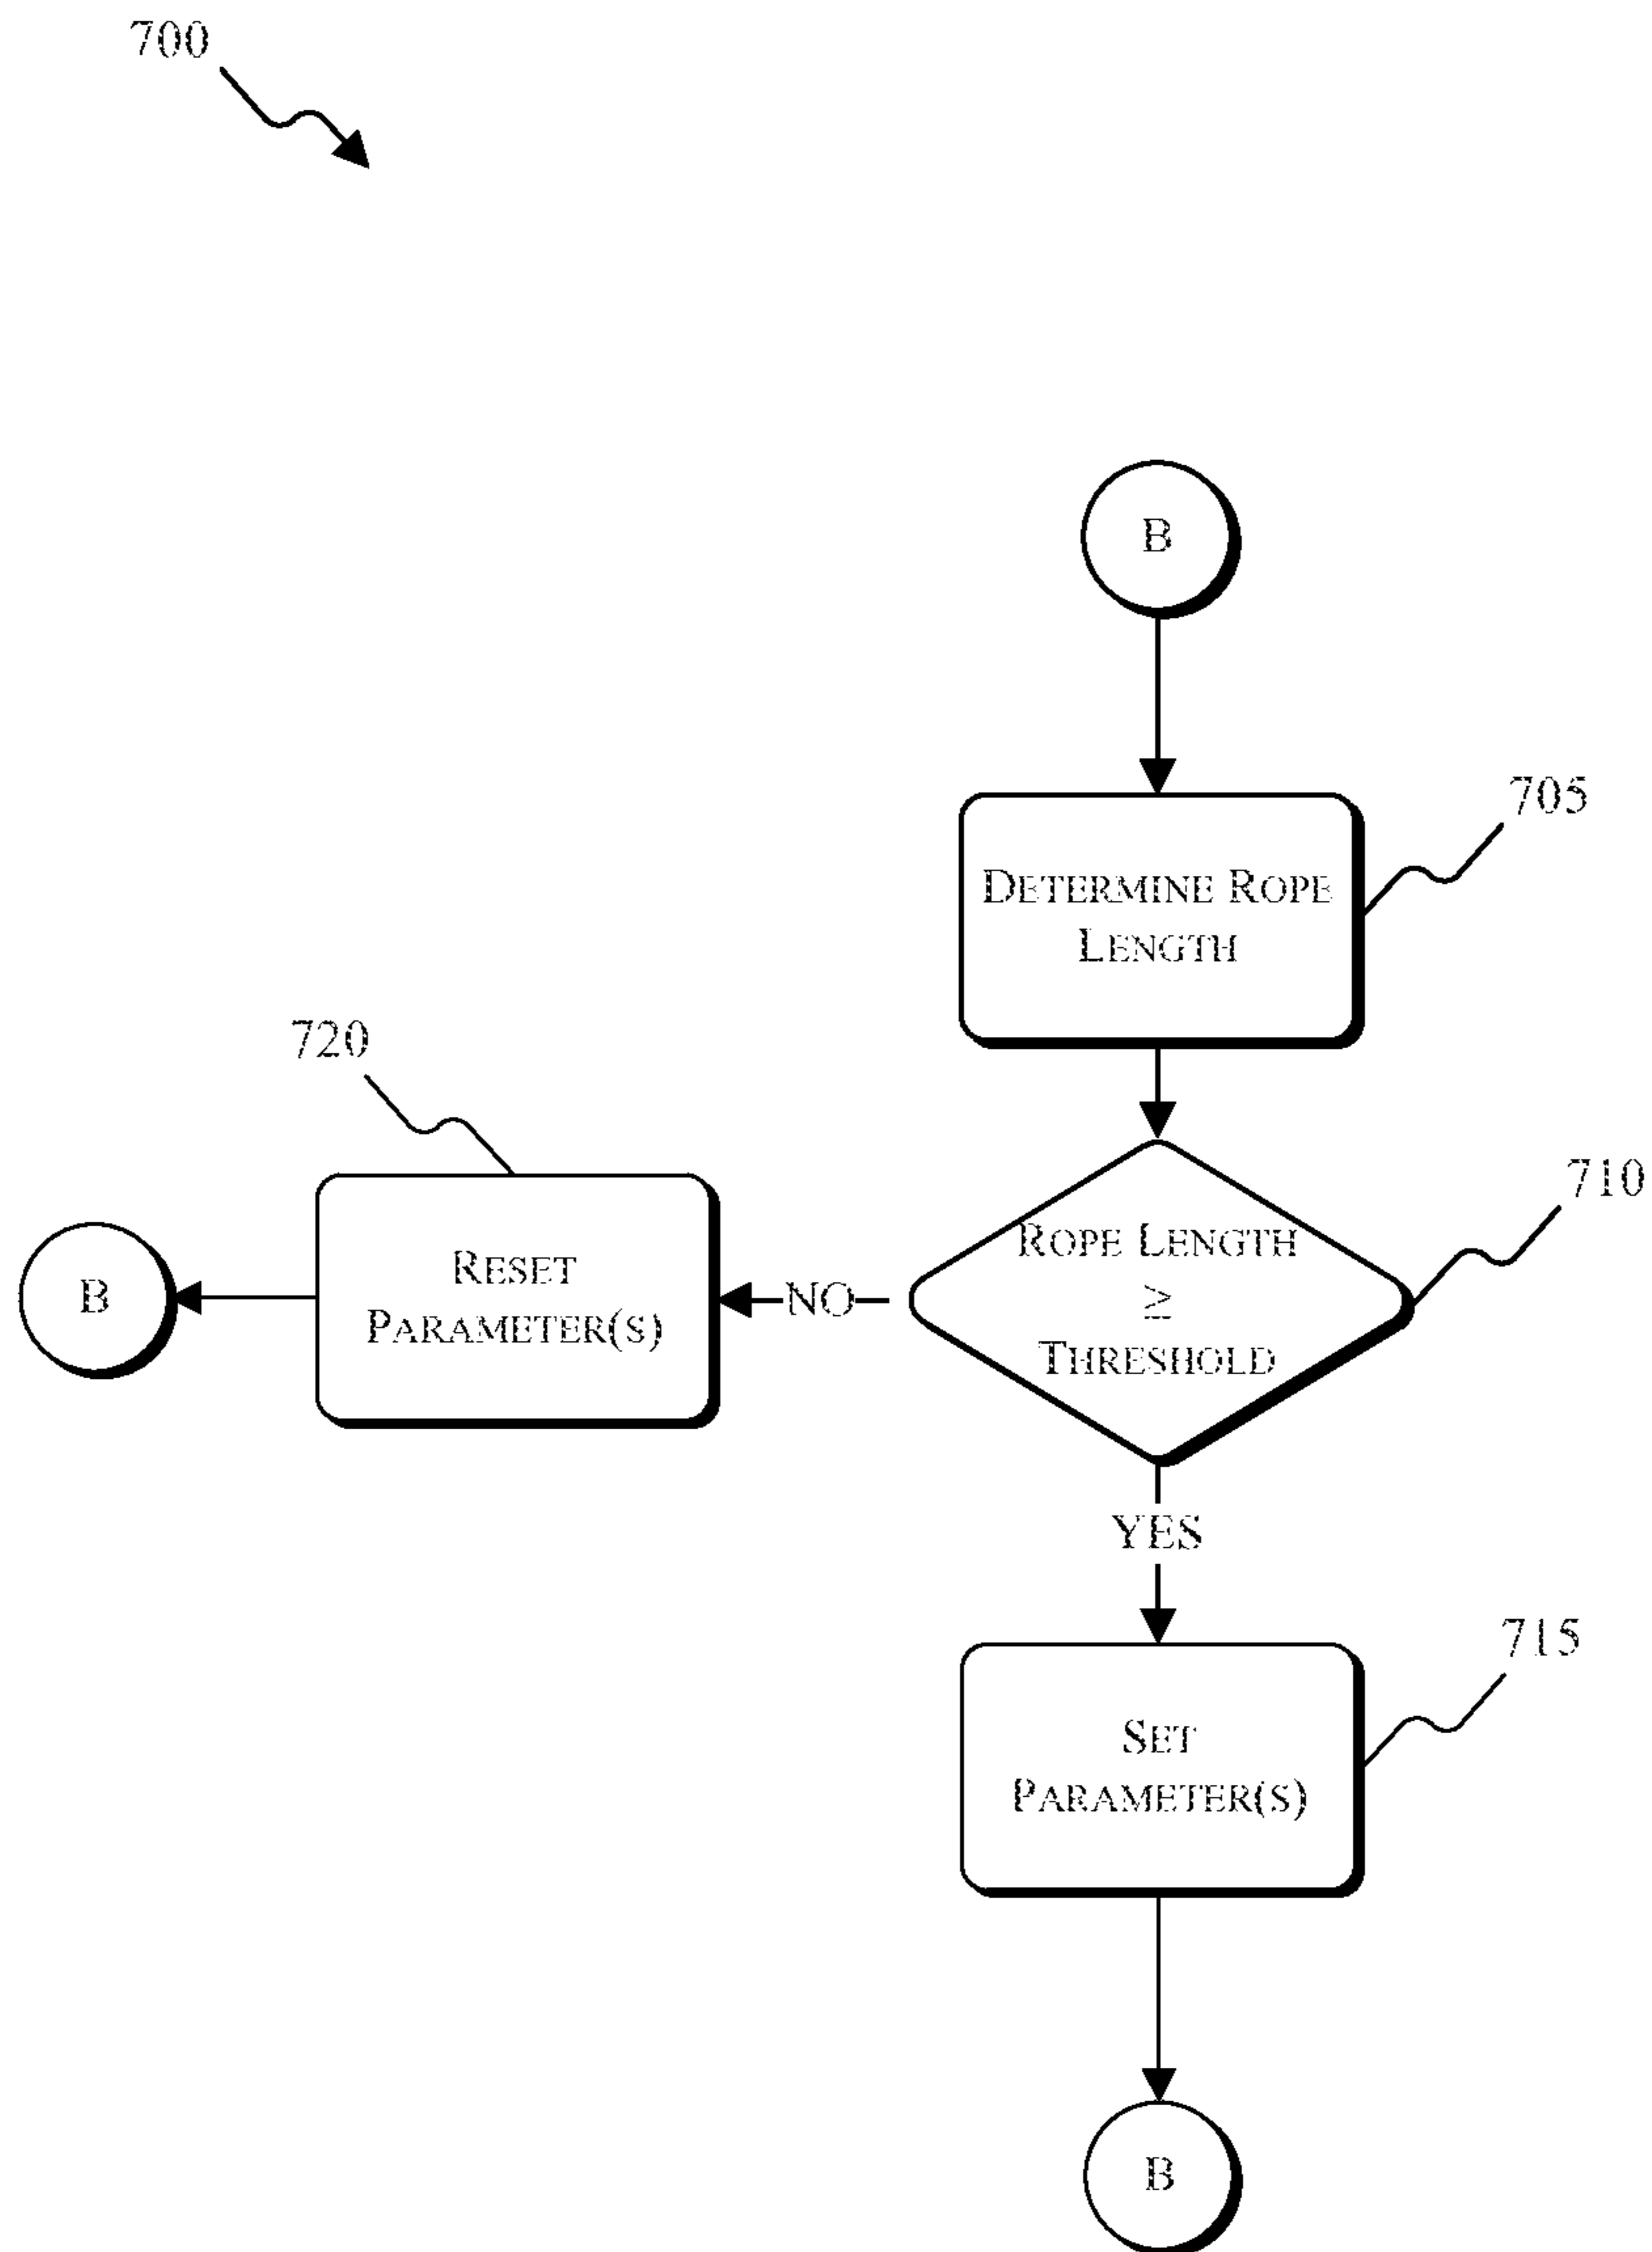 700
B
705
DETERMINE ROPE
LENGTH
720
710
ROPE LENGTH
≥
THRESHOLD
NO
RESET
PARAMETER(S)
B
YES
715
SET
PARAMETER(S)
B